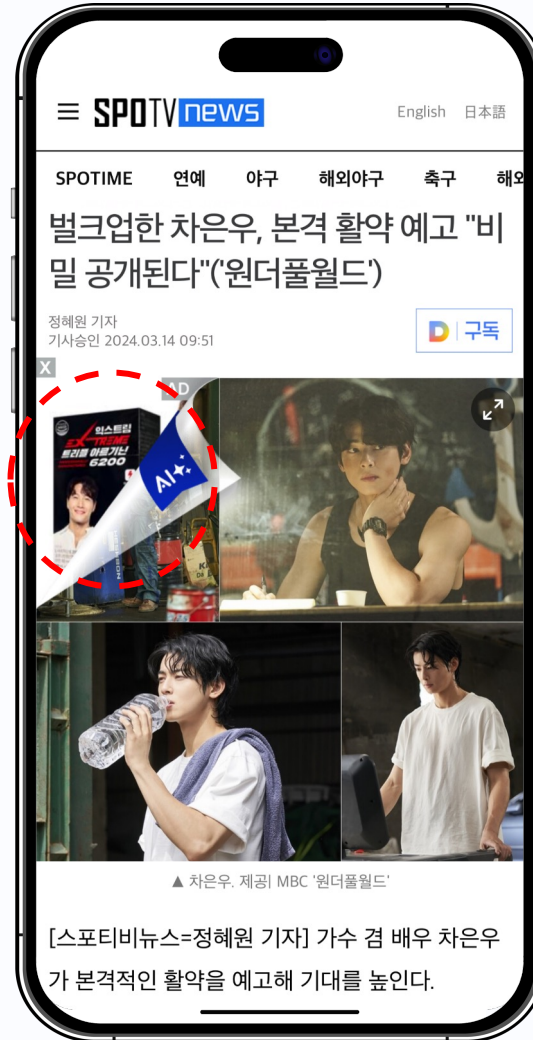 SPOTV news
English 日本語
SPOTIME 연예 야구 해외야구 축구
벌크업한 차은우, 본격 활약 예고 "비
밀 공개된다"('원더풀월드')
정혜원 기자
기사승인 2024.03.14 09:51
D 구독
X
AD
익스트림
EXTREME
트리플 아르기닌
6200
AI
▲ 차은우. 제공| MBC '원더풀월드'
[스포티비뉴스=정혜원 기자] 가수 겸 배우 차은우
가 본격적인 활약을 예고해 기대를 높인다.